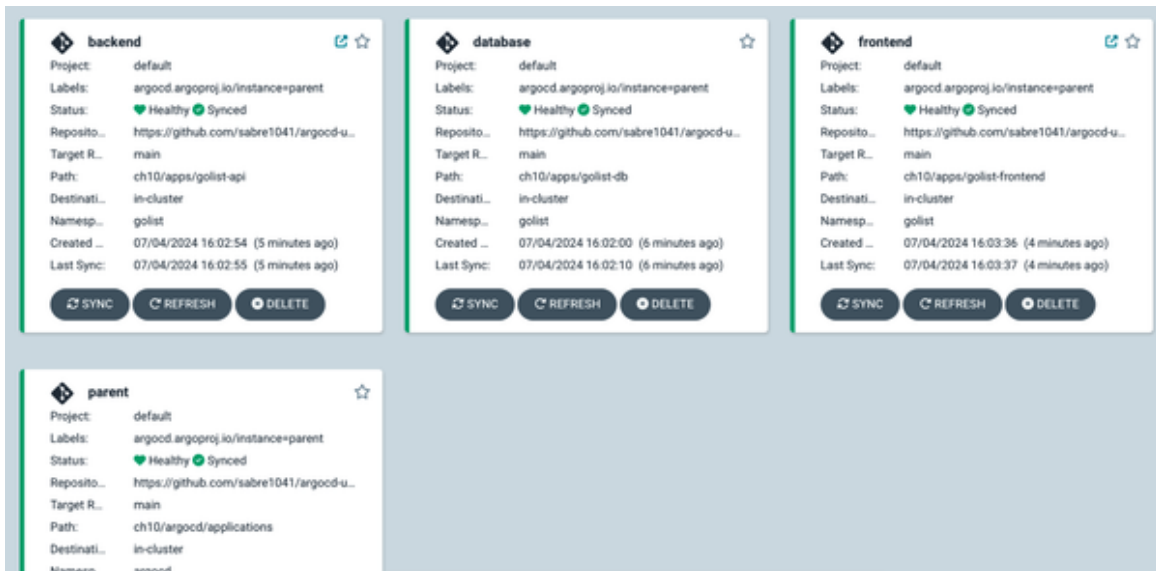 backend
Project: default
Labels: argocd.argoproj.io/instance=parent
Status: Healthy Synced
Reposito... https://github.com/sabre1041/argocd-u...
Target R... main
Path: ch10/apps/golist-api
Destinati... in-cluster
Namesp... golist
Created ... 07/04/2024 16:02:54 (5 minutes ago)
Last Sync: 07/04/2024 16:02:55 (5 minutes ago)
SYNC REFRESH DELETE
database
Project: default
Labels: argocd.argoproj.io/instance=parent
Status: Healthy Synced
Reposito... https://github.com/sabre1041/argocd-u...
Target R... main
Path: ch10/apps/golist-db
Destinati... in-cluster
Namesp... golist
Created ... 07/04/2024 16:02:00 (6 minutes ago)
Last Sync: 07/04/2024 16:02:10 (6 minutes ago)
SYNC REFRESH DELETE
frontend
Project: default
Labels: argocd.argoproj.io/instance=parent
Status: Healthy Synced
Reposito... https://github.com/sabre1041/argocd-u...
Target R... main
Path: ch10/apps/golist-frontend
Destinati... in-cluster
Namesp... golist
Created ... 07/04/2024 16:03:36 (4 minutes ago)
Last Sync: 07/04/2024 16:03:37 (4 minutes ago)
SYNC REFRESH DELETE
parent
Project: default
Labels: argocd.argoproj.io/instance=parent
Status: Healthy Synced
Reposito... https://github.com/sabre1041/argocd-u...
Target R... main
Path: ch10/argocd/applications
Destinati... in-cluster
Namesp... argocd